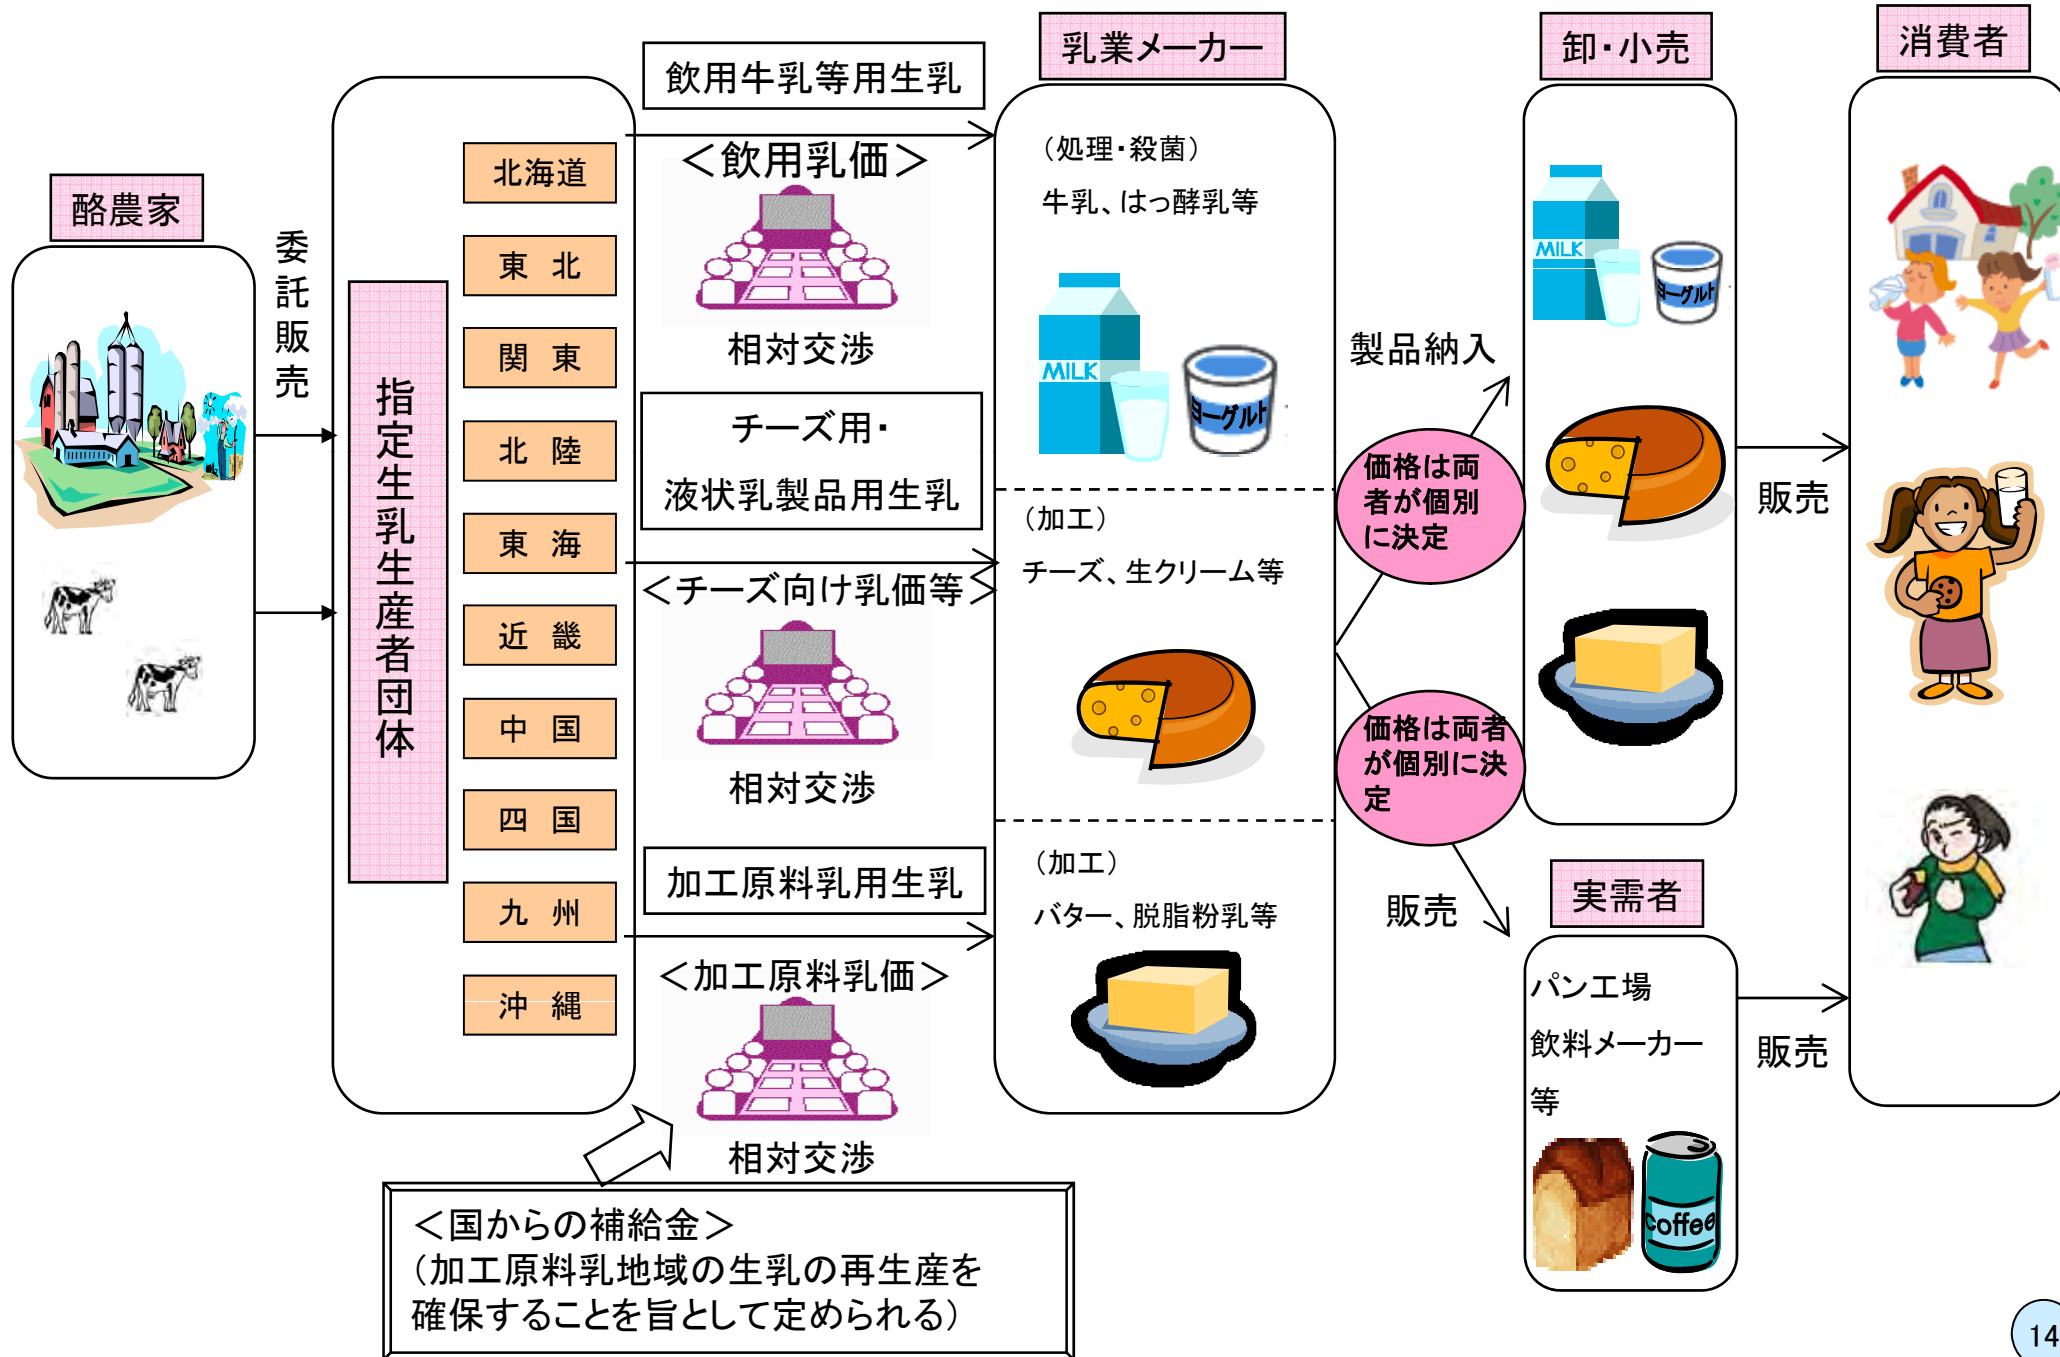 酪農家
委託販売
指定生乳生産者団体
北海道
東 北
関 東
北 陸
東 海
近 畿
中 国
四 国
九 州
沖 縄
飲用牛乳等用生乳
＜飲用乳価＞
相対交渉
チーズ用・
液状乳製品用生乳
＜チーズ向け乳価等＞
相対交渉
加工原料乳用生乳
＜加工原料乳価＞
相対交渉
＜国からの補給金＞
（加工原料乳地域の生乳の再生産を
確保することを旨として定められる）
乳業メーカー
（処理・殺菌）
牛乳、はっ酵乳等
MILK
ヨーグルト
（加工）
チーズ、生クリーム等
（加工）
バター、脱脂粉乳等
製品納入
価格は両
者が個別
に決定
価格は両者
が個別に決
定
販売
卸・小売
MILK
ヨーグルト
実需者
パン工場
飲料メーカー
等
coffee
販売
販売
消費者
14